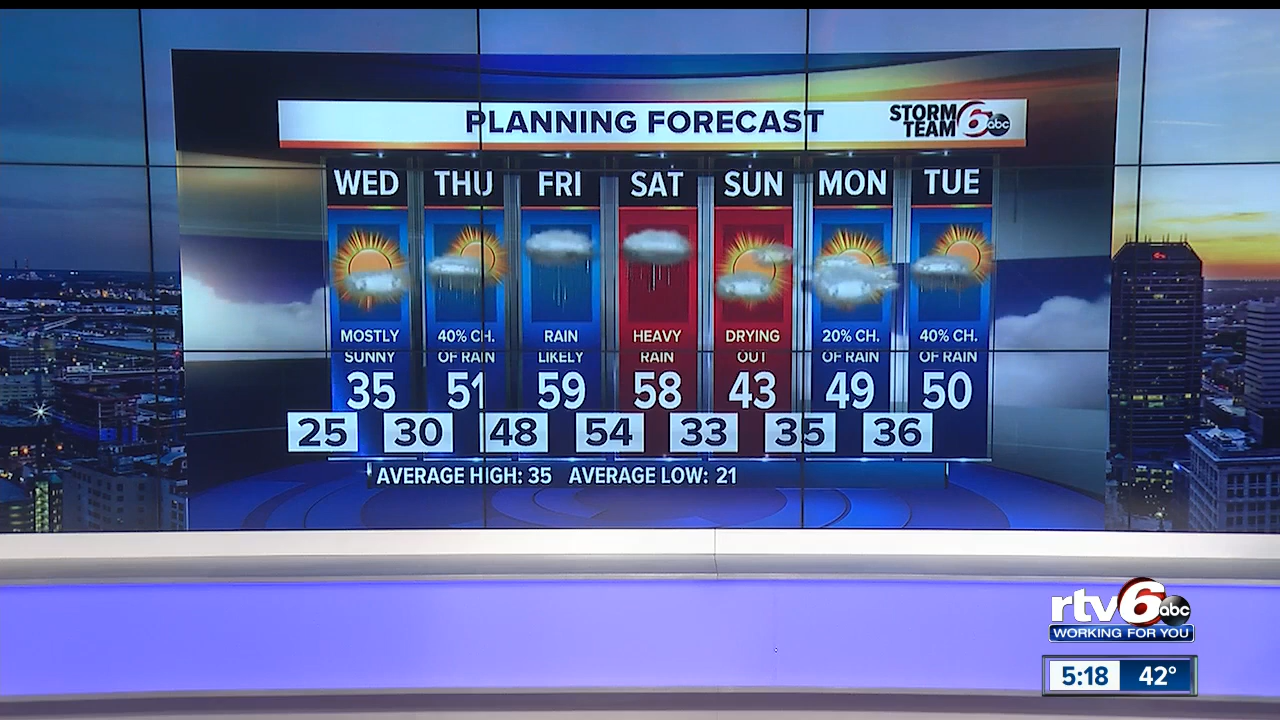 PLANNING FORECAST
STORM
TEAM 6 abc
WED THU FRI SAT SUN MON TUE
MOSTLY 40% CH. RAIN HEAVY DRYING 20% CH. 40% CH.
SUNNY OF RAIN LIKELY RAIN OUT OF RAIN OF RAIN
35 51 59 58 43 49 50
25 30 48 54 33 35 36
AVERAGE HIGH: 35 AVERAGE LOW: 21
rtv6 abc
WORKING FOR YOU
5:18 42°